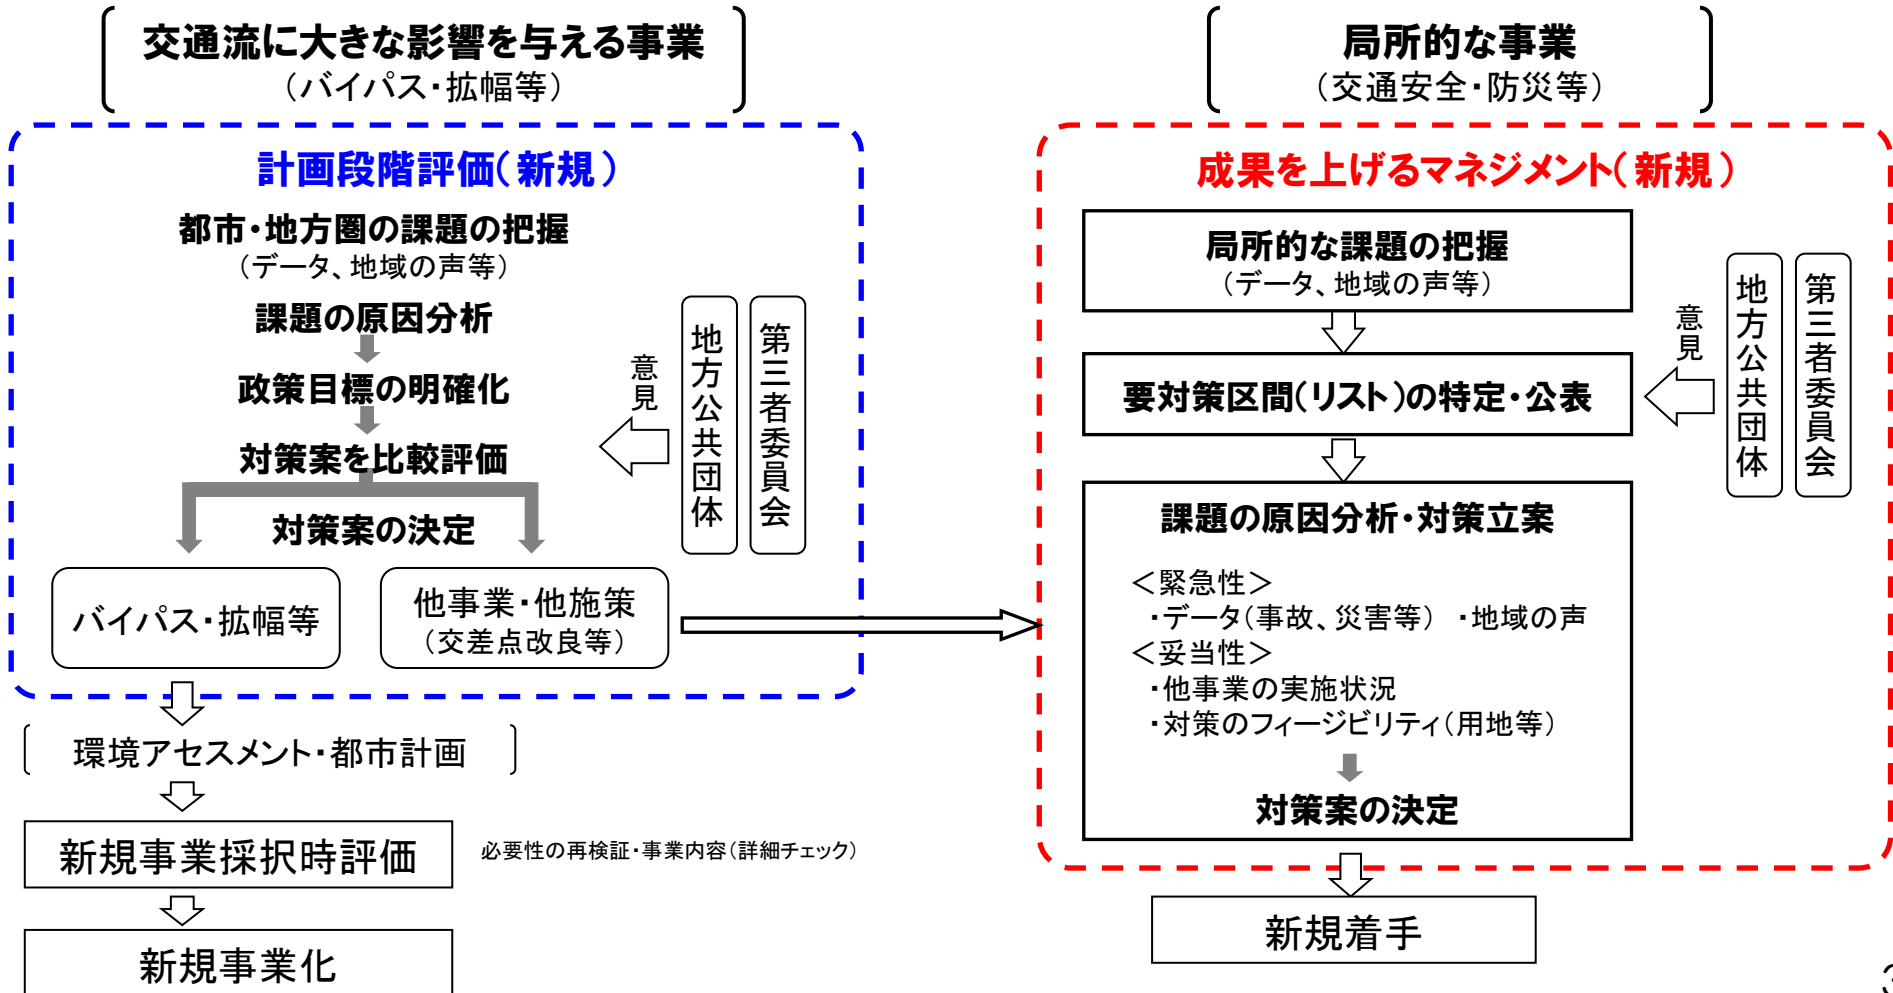 交通流に大きな影響を与える事業
（バイパス・拡幅等）
計画段階評価（新規）
都市・地方圏の課題の把握
（データ、地域の声等）
課題の原因分析
政策目標の明確化
対策案を比較評価
対策案の決定
バイパス・拡幅等
他事業・他施策
（交差点改良等）
意見
地方公共団体
第三者委員会
環境アセスメント・都市計画
新規事業採択時評価
必要性の再検証・事業内容（詳細チェック）
新規事業化
局所的な事業
（交通安全・防災等）
成果を上げるマネジメント（新規）
局所的な課題の把握
（データ、地域の声等）
要対策区間（リスト）の特定・公表
課題の原因分析・対策立案
＜緊急性＞
・データ（事故、災害等）　・地域の声
＜妥当性＞
・他事業の実施状況
・対策のフィージビリティ（用地等）
対策案の決定
意見
地方公共団体
第三者委員会
新規着手